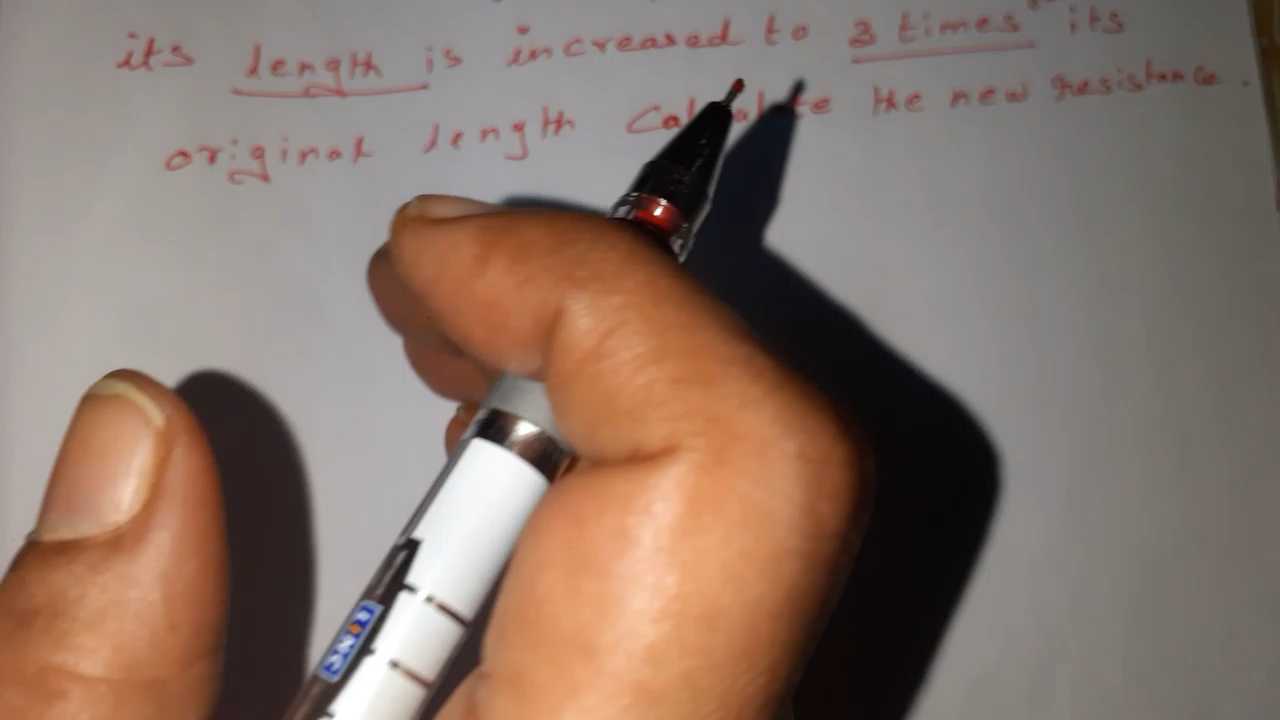 its length is increased to 3 times its
original length the new resistance.